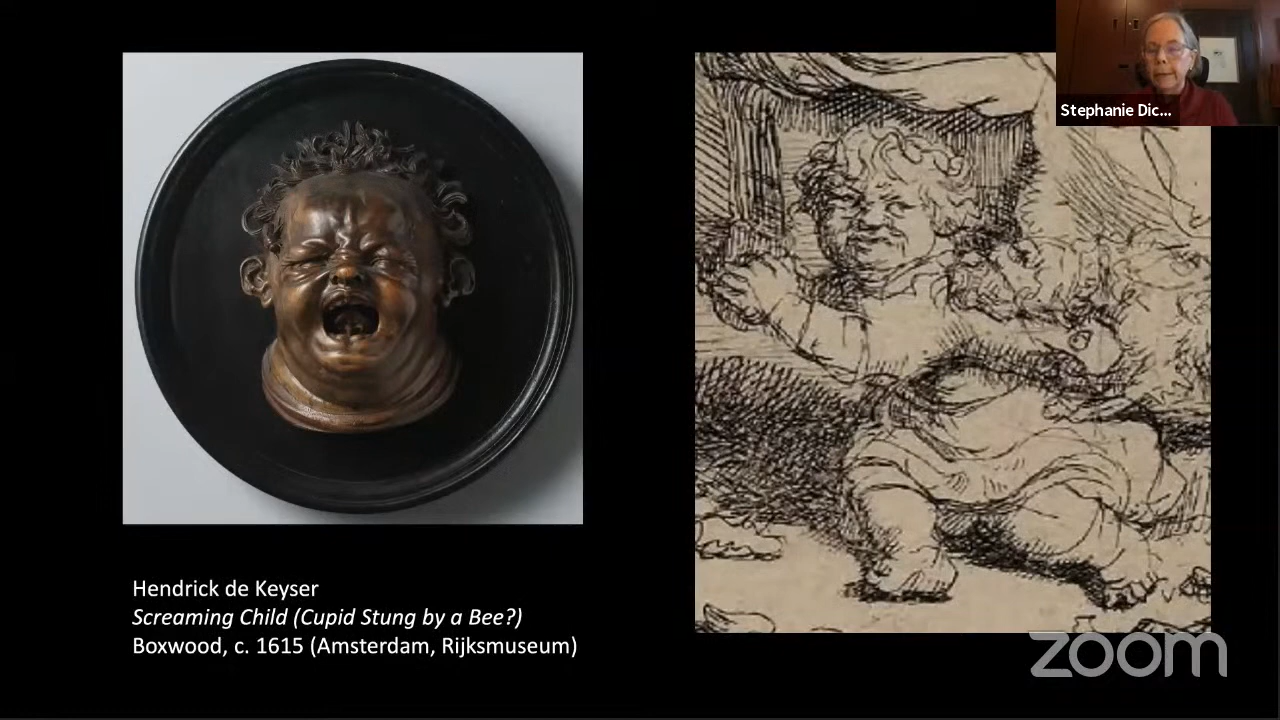 Stephanie Dic...
Hendrick de Keyser
Screaming Child (Cupid Stung by a Bee?)
Boxwood, c. 1615 (Amsterdam, Rijksmuseum)
zoom